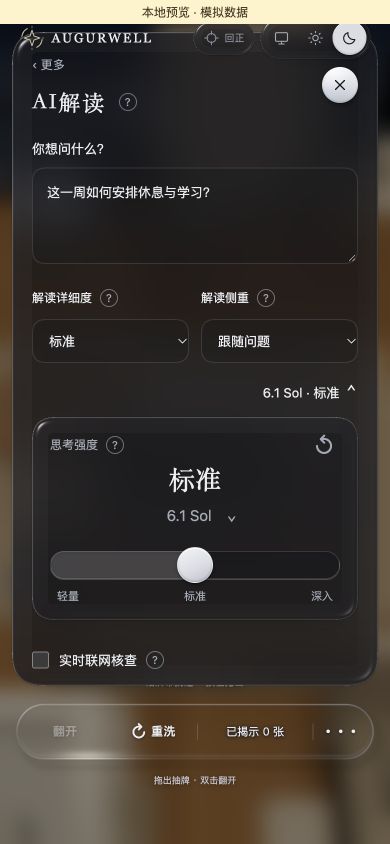 本地预览 · 模拟数据
AUGURWELL
回正
‹ 更多
AI解读 ?
你想问什么?
这一周如何安排休息与学习?
解读详细度 ? 解读侧重 ?
标准 跟随问题
6.1 Sol · 标准
思考强度 ?
标准
6.1 Sol
轻量 标准 深入
实时联网核查 ?
翻开 重洗 已揭示 0 张
拖出抽牌 · 双击翻开